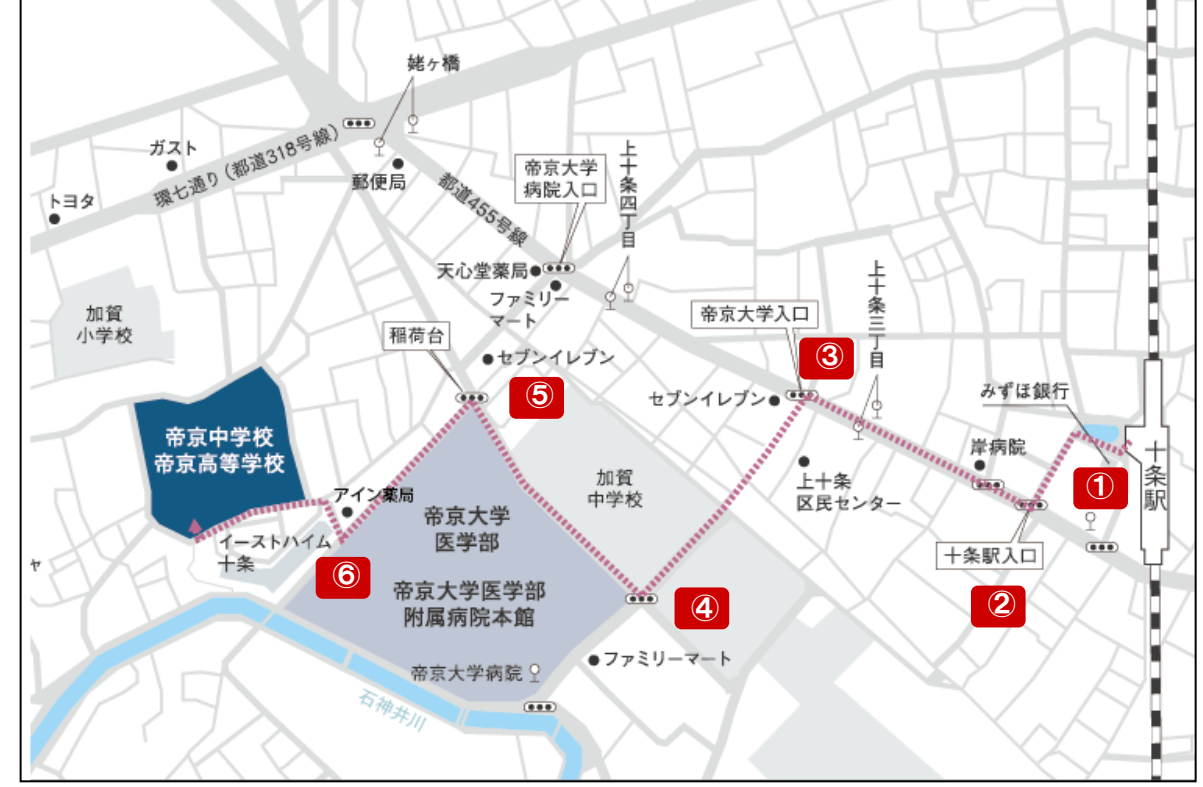 姥ヶ橋
ガスト
環七通り(都道318号線)
郵便局
トヨタ
都道455号線
帝京大学
病院入口
上十条四丁目
天心堂薬局
ファミリー
マート
加賀
小学校
稲荷台
帝京大学入口
上十条三丁目
③
セブンイレブン
⑤
セブンイレブン
みずほ銀行
帝京中学校
帝京高等学校
岸病院
十条駅
加賀
中学校
上十条
区民センター
①
アイン薬局
帝京大学
医学部
イーストハイム
十条
十条駅入口
⑥
帝京大学医学部
附属病院本館
④
②
ャ
ファミリーマート
帝京大学病院
石神井川